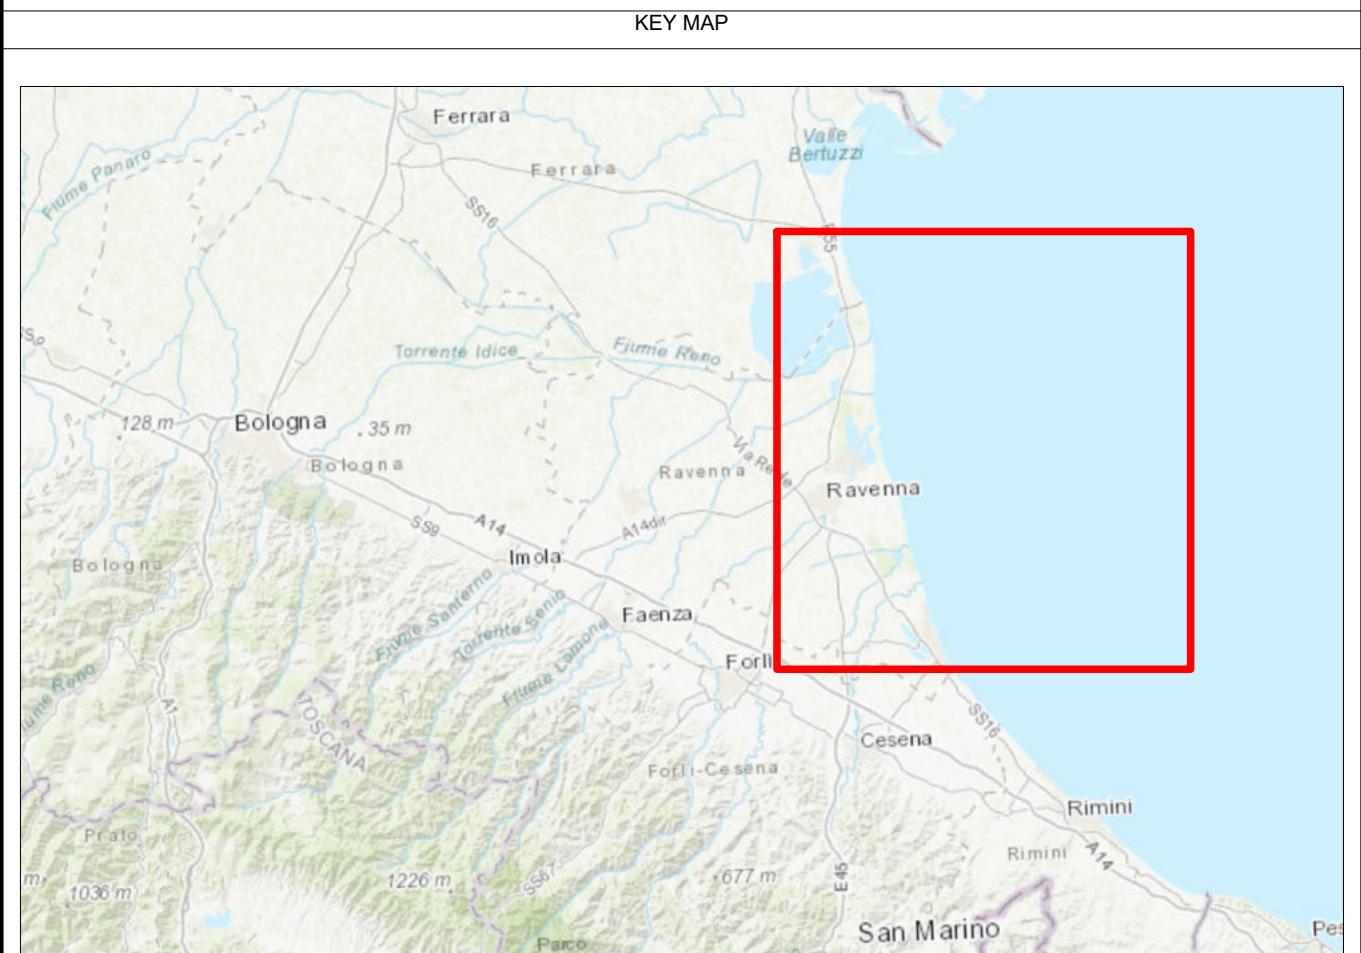 KEY MAP
Ferrara
Valle
Bertuzzi
Fiume Panaro
Ferrara
SS16
E55
Torrente Idice
Fiume Reno
Bologna
128 m
35 m
Bologna
Ravenna
Via Reale
Ravenna
A14
SS9
A14dir
Imola
Bologna
Fiume Santerno
Torrente Senio
Fiume Lamone
Faenza
Forlì
TOSCANA
A1
SS16
Cesena
Forlì-Cesena
Rimini
Prato
Rimini
A14
1036 m
1226 m
SS67
677 m
E45
San Marino
Parco